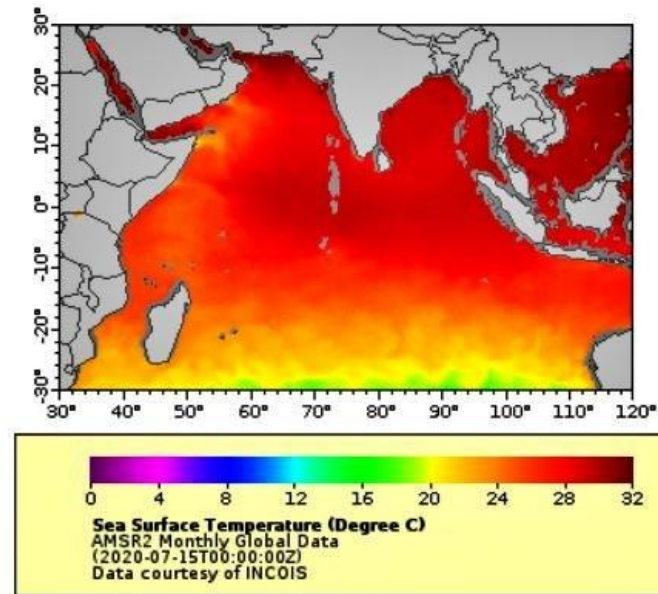 30°
20°
10°
0°
-10°
-20°
-30°
30° 40° 50° 60° 70° 80° 90° 100° 110° 120°
0 4 8 12 16 20 24 28 32
Sea Surface Temperature (Degree C)
AMSR2 Monthly Global Data
(2020-07-15T00:00:00Z)
Data courtesy of INCOIS